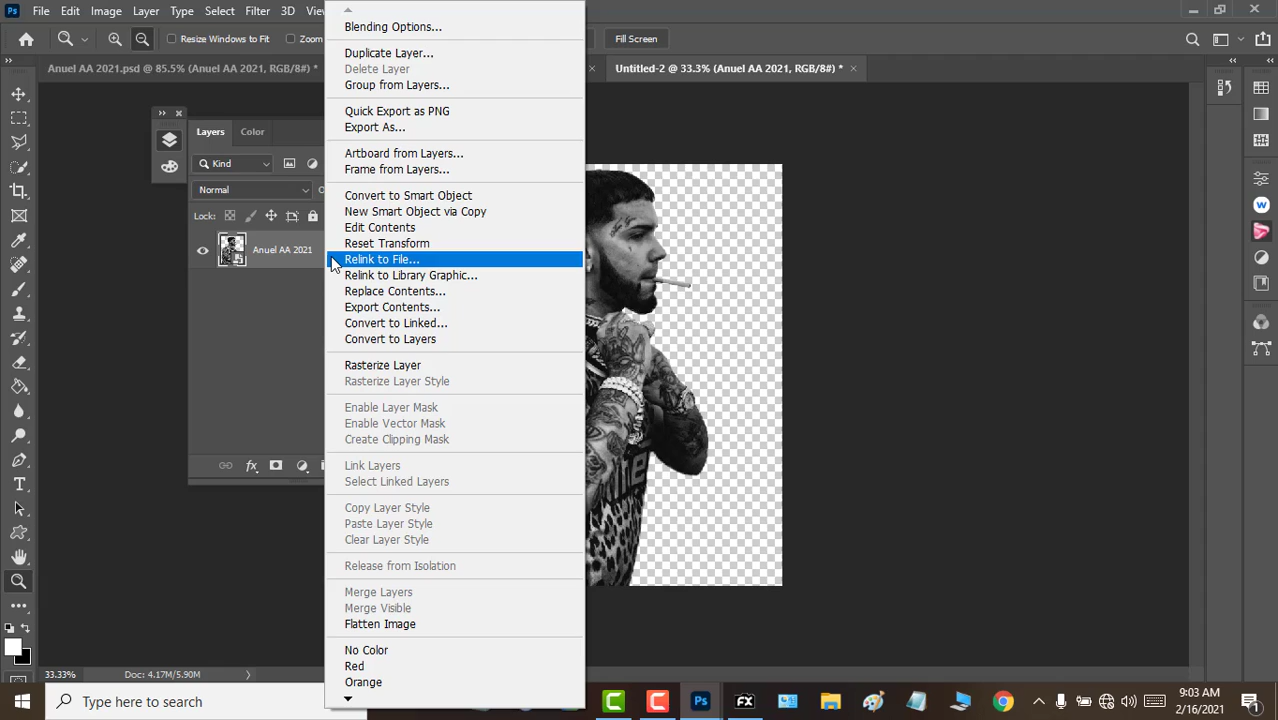 Ps File Edit Image Layer Type Select Filter 3D
Resize Windows to Fit
Fill Screen
Anuel AA 2021.psd @ 85.5% (Anuel AA 2021, RGB/8#) *
Untitled-2 @ 33.3% (Anuel AA 2021, RGB/8#) *
Layers Color
Kind
Normal
Lock:
Anuel AA 2021
fx
Blending Options...
Duplicate Layer...
Delete Layer
Group from Layers...
Quick Export as PNG
Export As...
Artboard from Layers...
Frame from Layers...
Convert to Smart Object
New Smart Object via Copy
Edit Contents
Reset Transform
Relink to File...
Relink to Library Graphic...
Replace Contents...
Export Contents...
Convert to Linked...
Convert to Layers
Rasterize Layer
Rasterize Layer Style
Enable Layer Mask
Enable Vector Mask
Create Clipping Mask
Link Layers
Select Linked Layers
Copy Layer Style
Paste Layer Style
Clear Layer Style
Release from Isolation
Merge Layers
Merge Visible
Flatten Image
No Color
Red
Orange
33.33% Doc: 4.17M/5.90M
Type here to search
Ps
FX
9:03 AM
2/16/2021